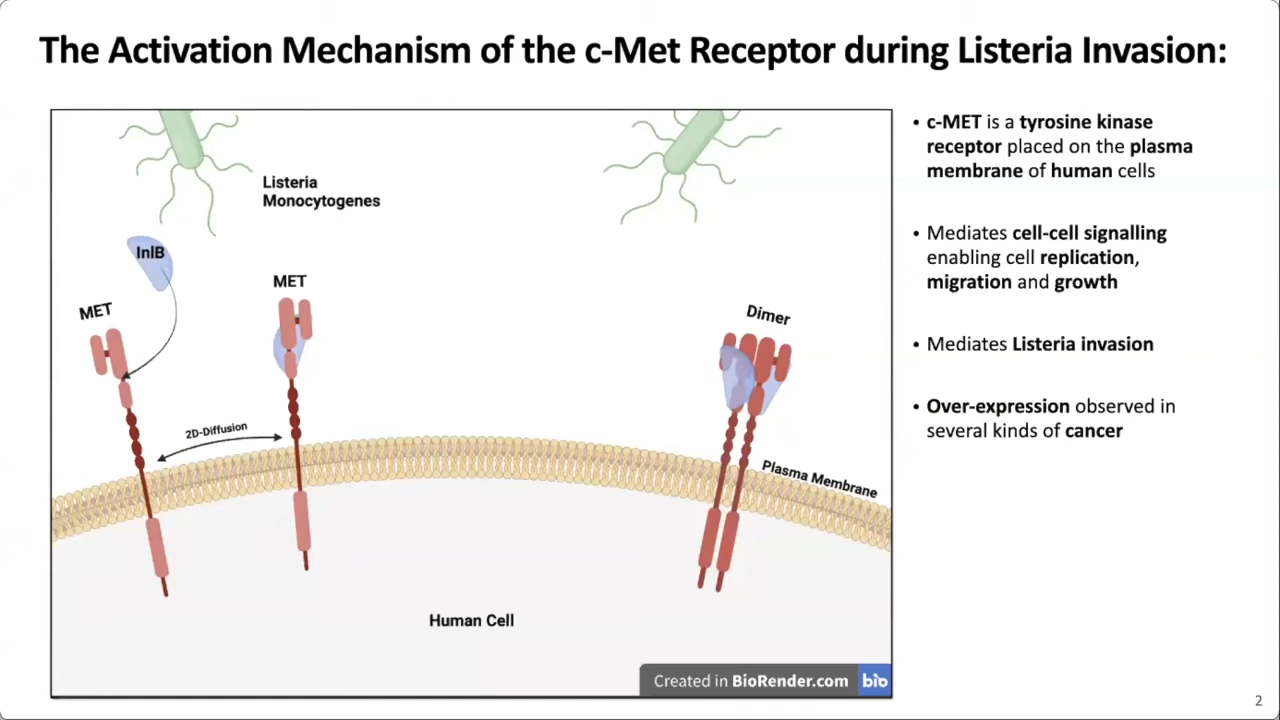 The Activation Mechanism of the c-Met Receptor during Listeria Invasion:
Listeria
Monocytogenes
InlB
MET
MET
2D-Diffusion
Dimer
Plasma Membrane
Human Cell
Created in BioRender.com bio
• c-MET is a tyrosine kinase
receptor placed on the plasma
membrane of human cells
• Mediates cell-cell signalling
enabling cell replication,
migration and growth
• Mediates Listeria invasion
• Over-expression observed in
several kinds of cancer
2